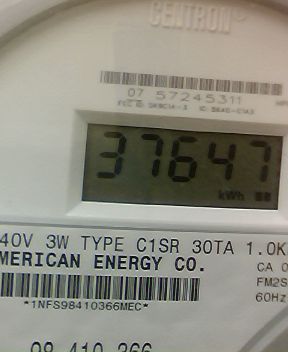 CENTRON
07 57245311
37647
kWh
40V 3W TYPE C1SR 30TA 1.0K
MERICAN ENERGY CO.
CA 0
FM2S
*1NFS98410366MEC*
60Hz
98 410 366